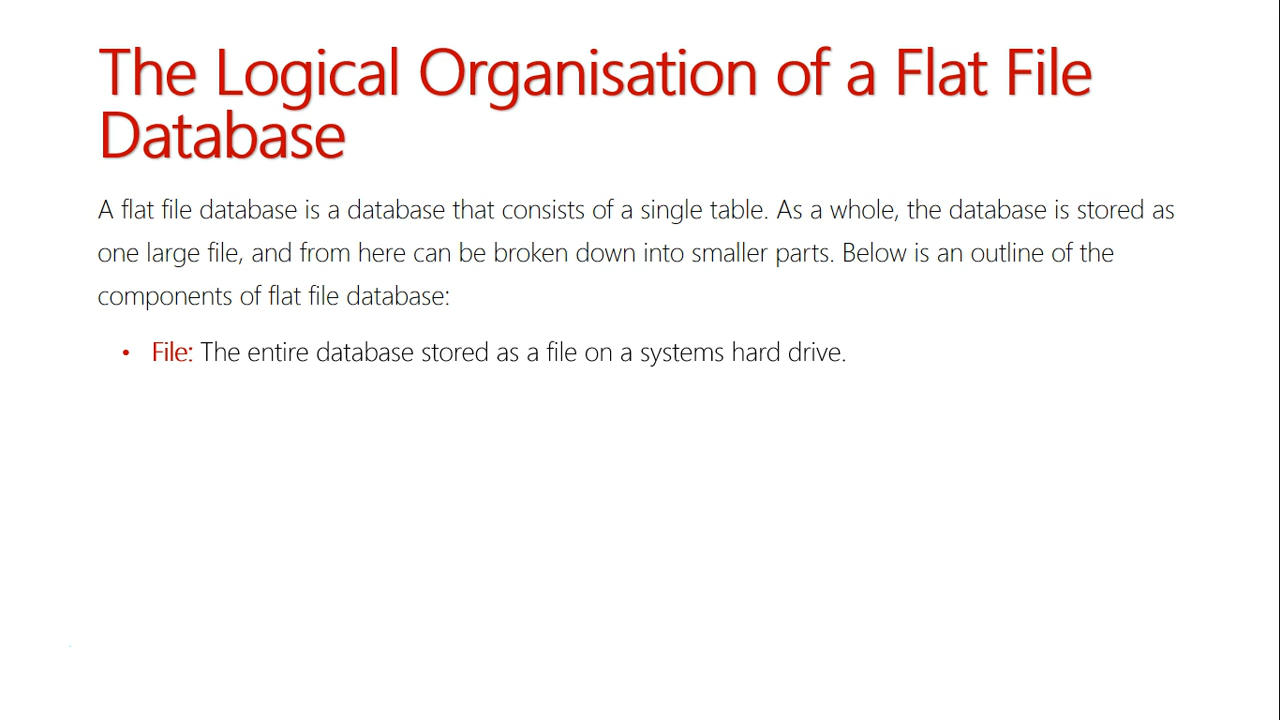 The Logical Organisation of a Flat File
Database
A flat file database is a database that consists of a single table. As a whole, the database is stored as
one large file, and from here can be broken down into smaller parts. Below is an outline of the
components of flat file database:
• File: The entire database stored as a file on a systems hard drive.